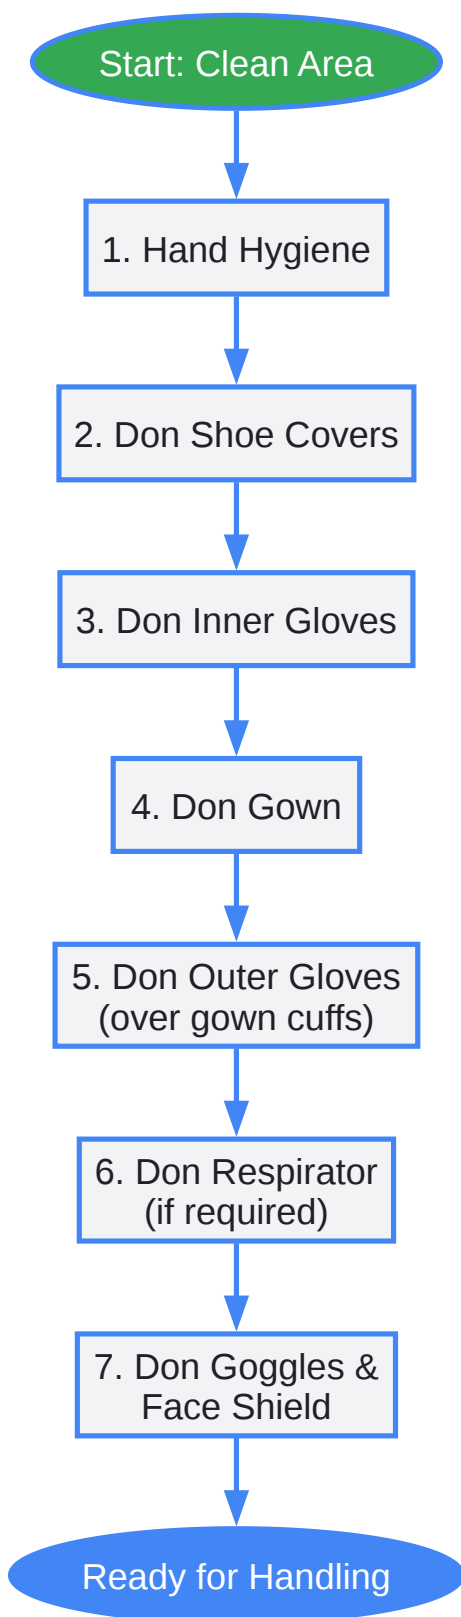 Start: Clean Area
1. Hand Hygiene
2. Don Shoe Covers
3. Don Inner Gloves
4. Don Gown
5. Don Outer Gloves
(over gown cuffs)
6. Don Respirator
(if required)
7. Don Goggles &
Face Shield
Ready for Handling